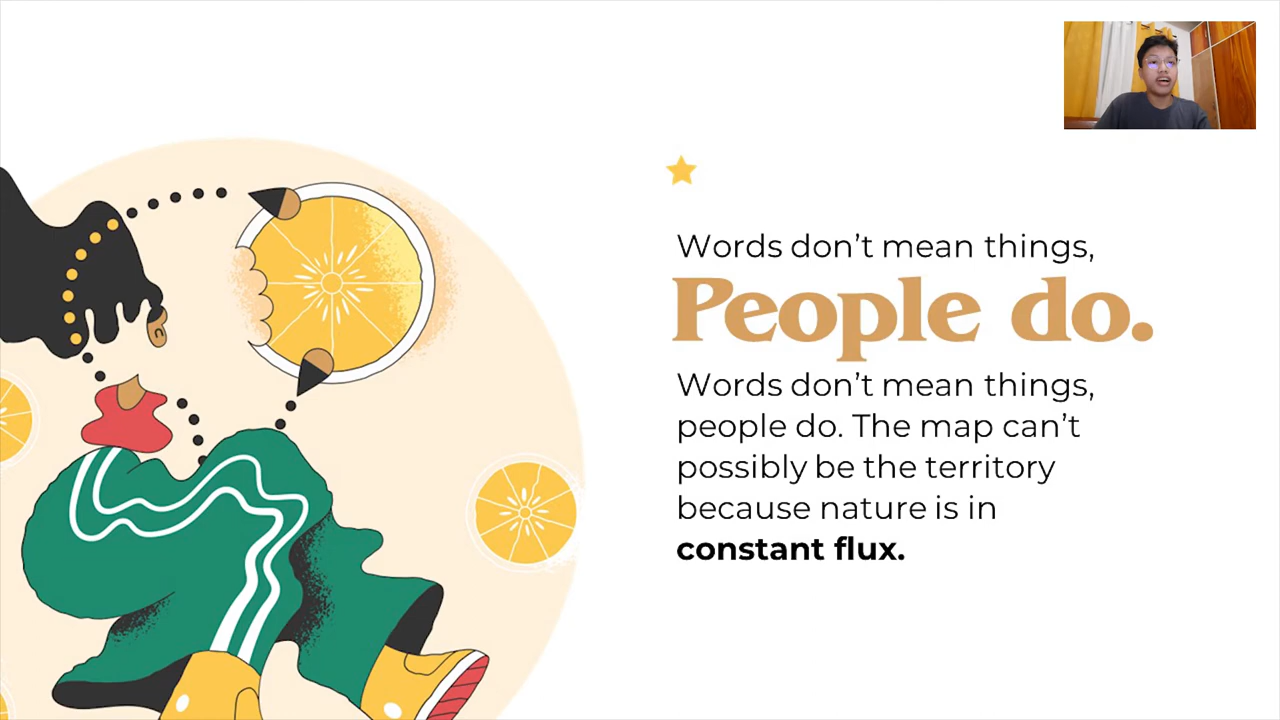 Words don’t mean things,
People do.
Words don’t mean things,
people do. The map can’t
possibly be the territory
because nature is in
constant flux.